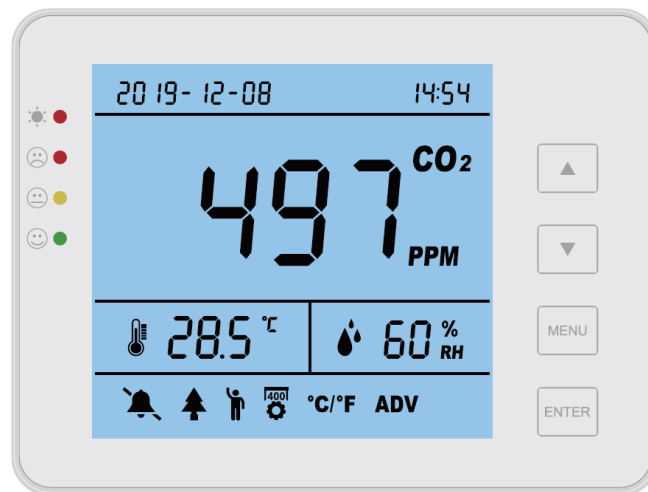 2019-12-08 14:54
497 CO2
PPM
28.5 °C 60 % RH
400 °C/°F ADV
MENU
ENTER